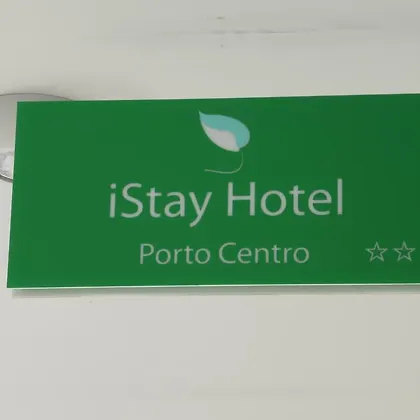 iStay Hotel
Porto Centro ☆☆